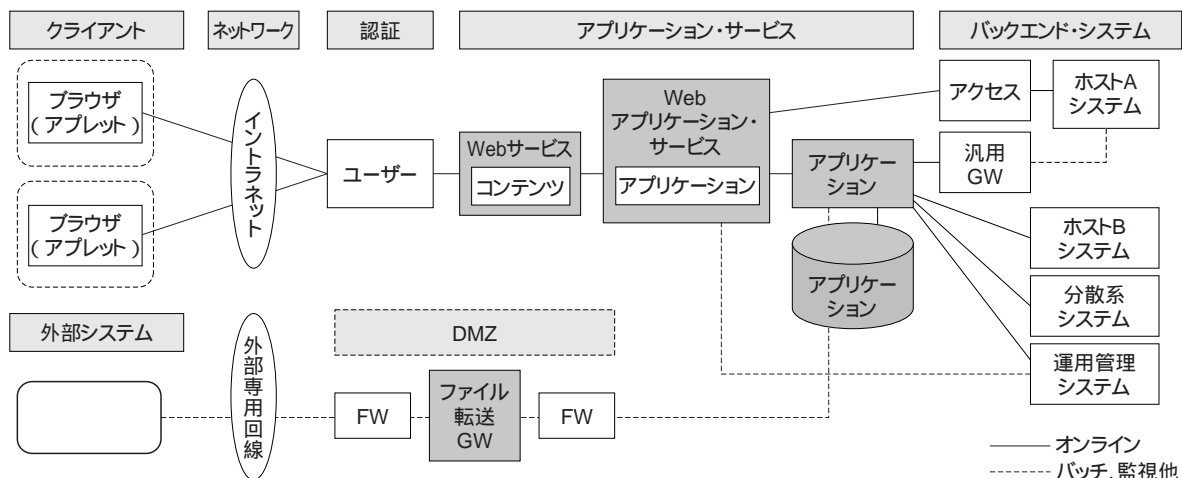 クライアント
ネットワーク
認証
アプリケーション・サービス
バックエンド・システム
ブラウザ
(アプレット)
ブラウザ
(アプレット)
イントラネット
ユーザー
Webサービス
コンテンツ
Web
アプリケーション・
サービス
アプリケーション
アプリケー
ション
アプリケー
ション
アクセス
ホストA
システム
汎用
GW
ホストB
システム
分散系
システム
運用管理
システム
外部システム
外部専用回線
DMZ
FW
ファイル
転送
GW
FW
オンライン
バッチ,監視他